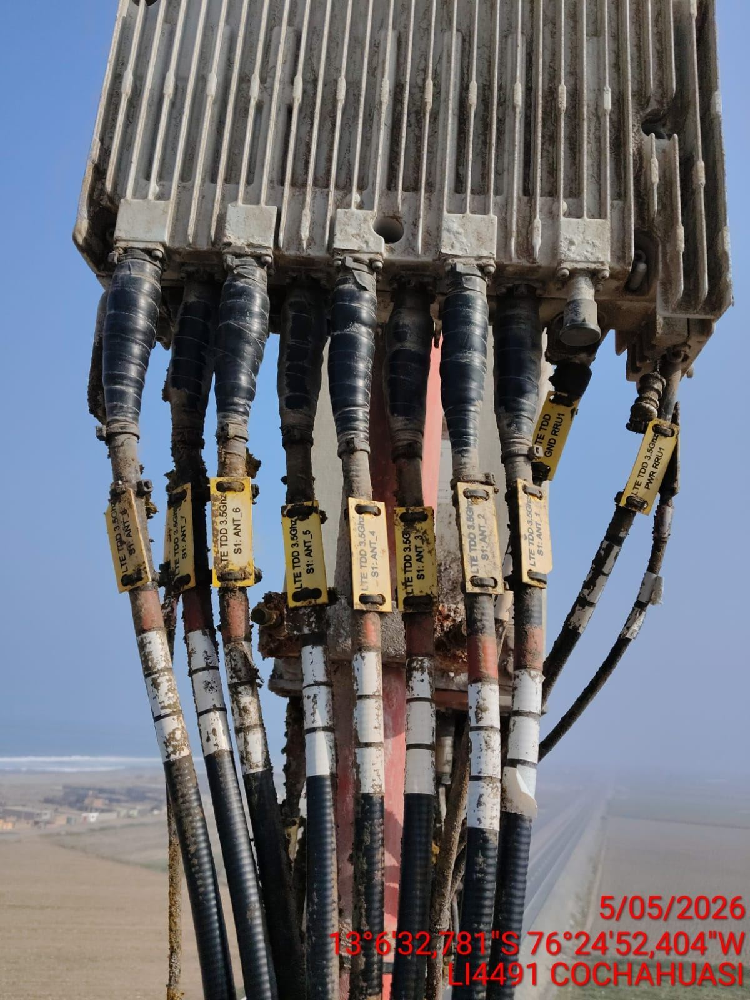 LTE TDD
GND RRU1
LTE TDD 3.5Ghz
PWR RRU1
LTE TDD 3.5Ghz
S1: ANT_8
LTE TDD 3.5Ghz
S1: ANT_7
LTE TDD 3.5Ghz
S1: ANT_6
LTE TDD 3.5Ghz
S1: ANT_5
LTE TDD 3.5Ghz
S1: ANT_4
LTE TDD 3.5G
S1: ANT_3
LTE TDD 3.5Ghz
S1: ANT_2
LTE TDD 3.5Ghz
S1: ANT_1
5/05/2026
13°6'32,781"S 76°24'52,404"W
LI4491 COCHAHUASI